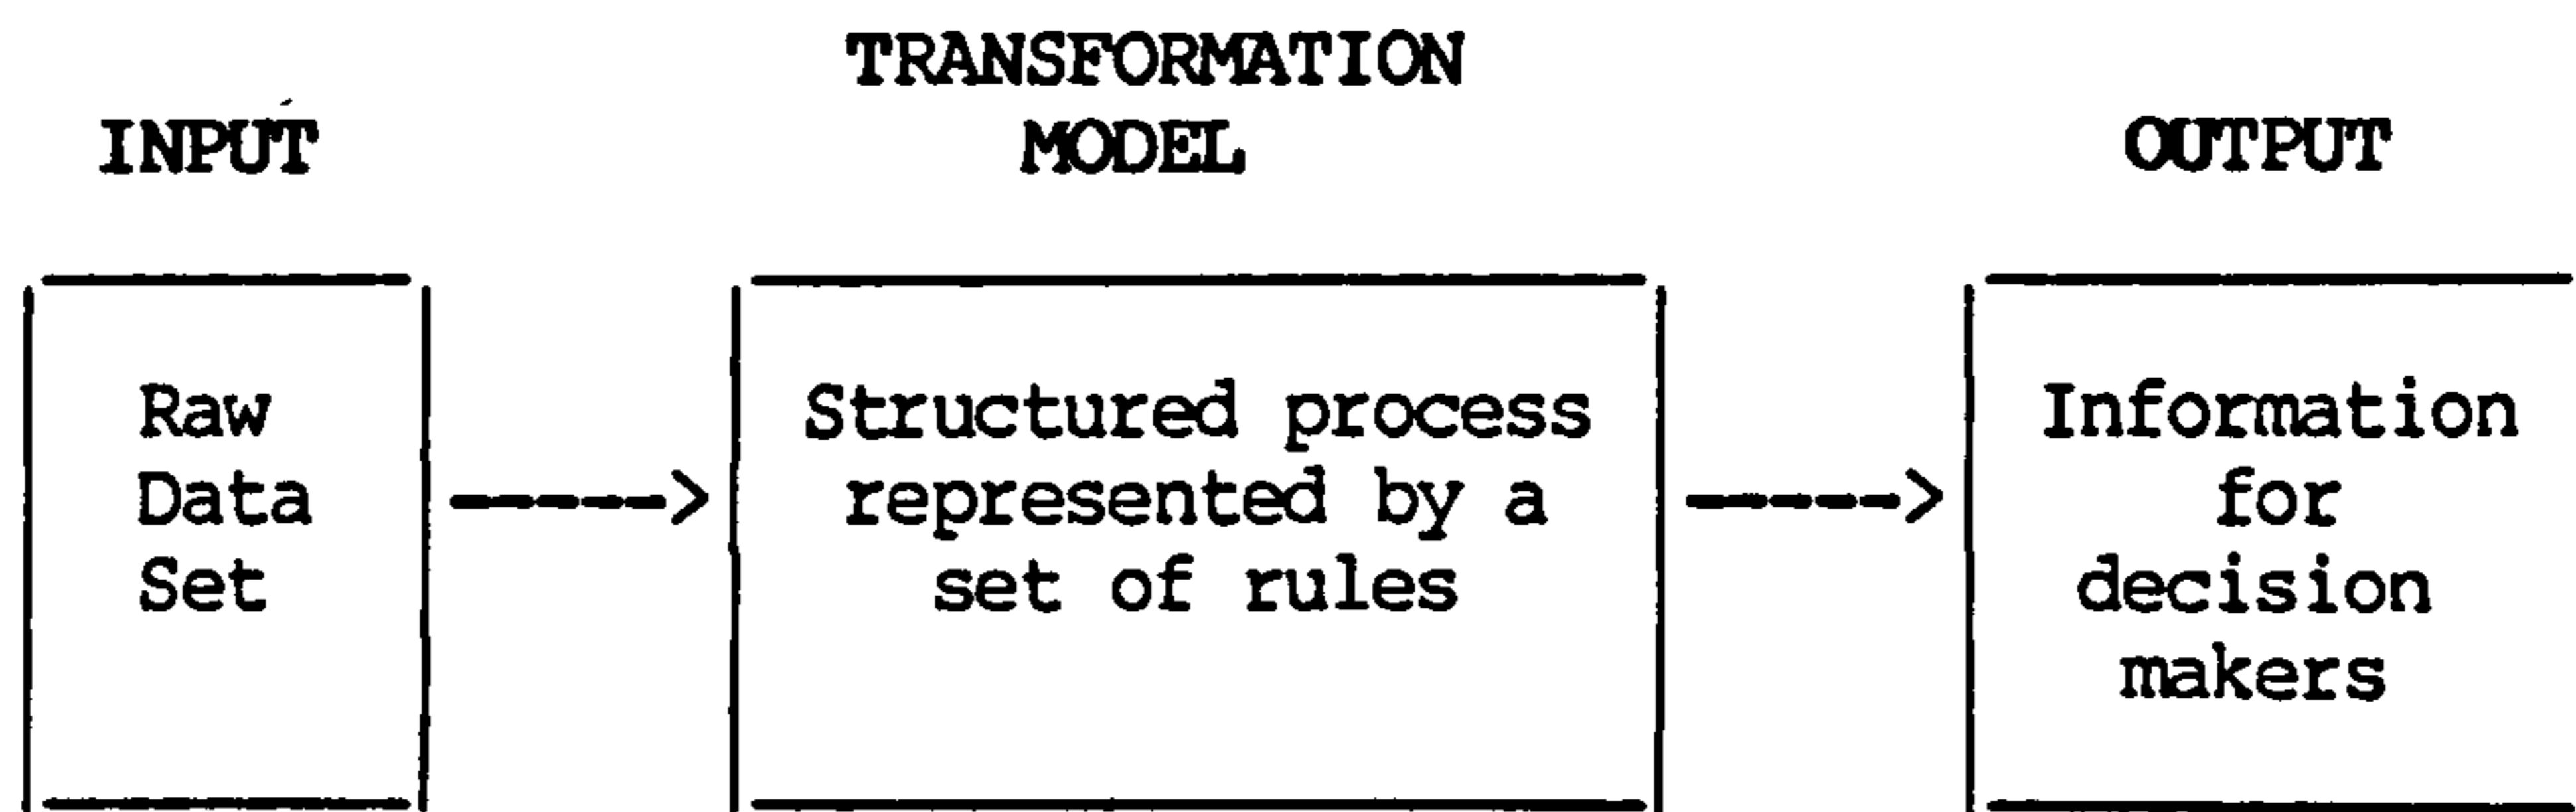 TRANSFORMATION
MODEL
INPUT
OUTPUT
Raw
Data
Set
Structured process
represented by a
set of rules
Information
for
decision
makers